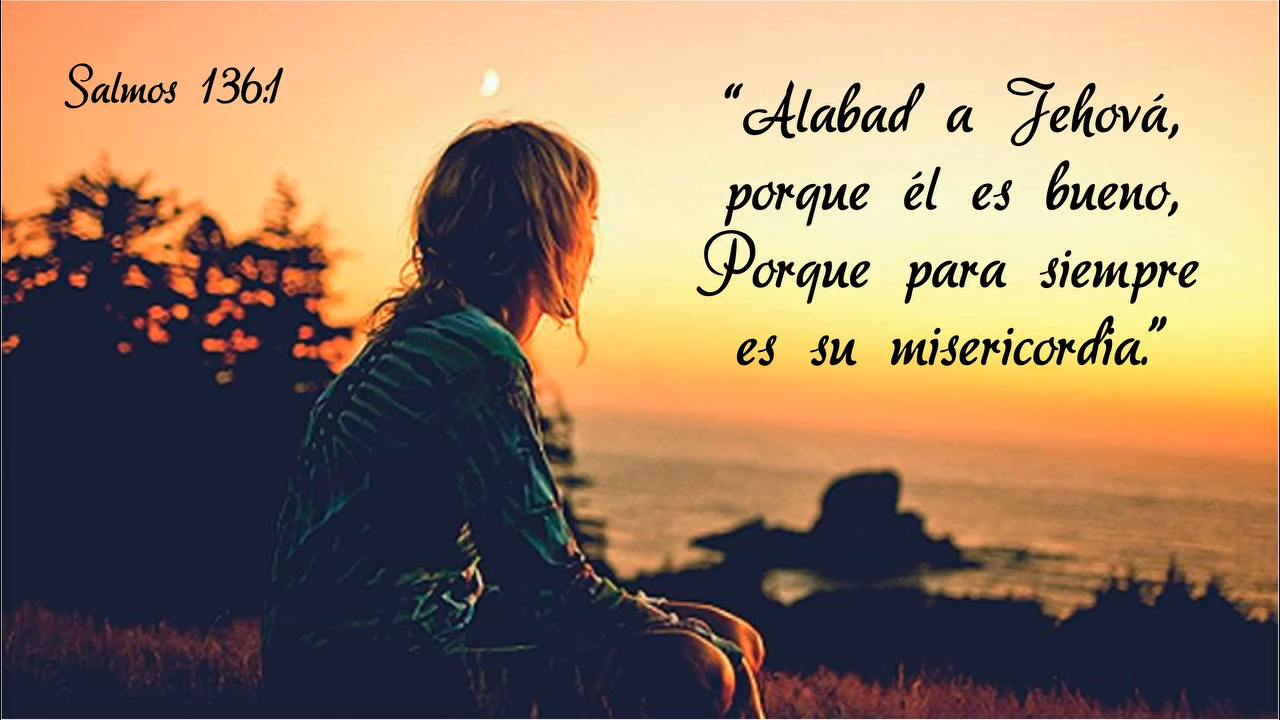 Salmos 136:1
“Alabad a Jehová,
porque él es bueno,
Porque para siempre
es su misericordia.”